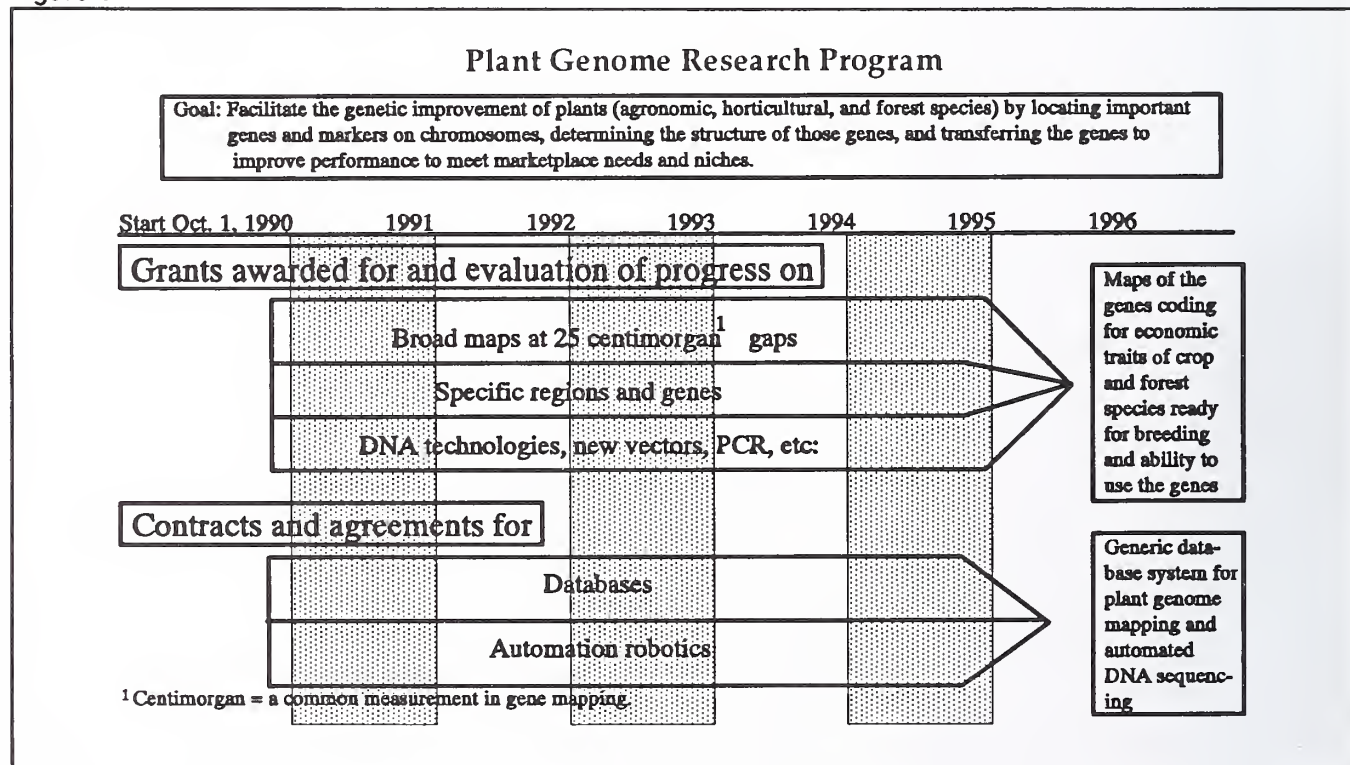 Plant Genome Research Program
Goal: Facilitate the genetic improvement of plants (agronomic, horticultural, and forest species) by locating important
genes and markers on chromosomes, determining the structure of those genes, and transferring the genes to
improve performance to meet marketplace needs and niches.
Start Oct. 1, 1990 1991 1992 1993 1994 1995 1996
Grants awarded for and evaluation of progress on
Broad maps at 25 centimorgan1 gaps
Specific regions and genes
DNA technologies, new vectors, PCR, etc:
Maps of the
genes coding
for economic
traits of crop
and forest
species ready
for breeding
and ability to
use the genes
Contracts and agreements for
Databases
Automation robotics
Generic data-
base system for
plant genome
mapping and
automated
DNA sequenc-
ing
1 Centimorgan = a common measurement in gene mapping.